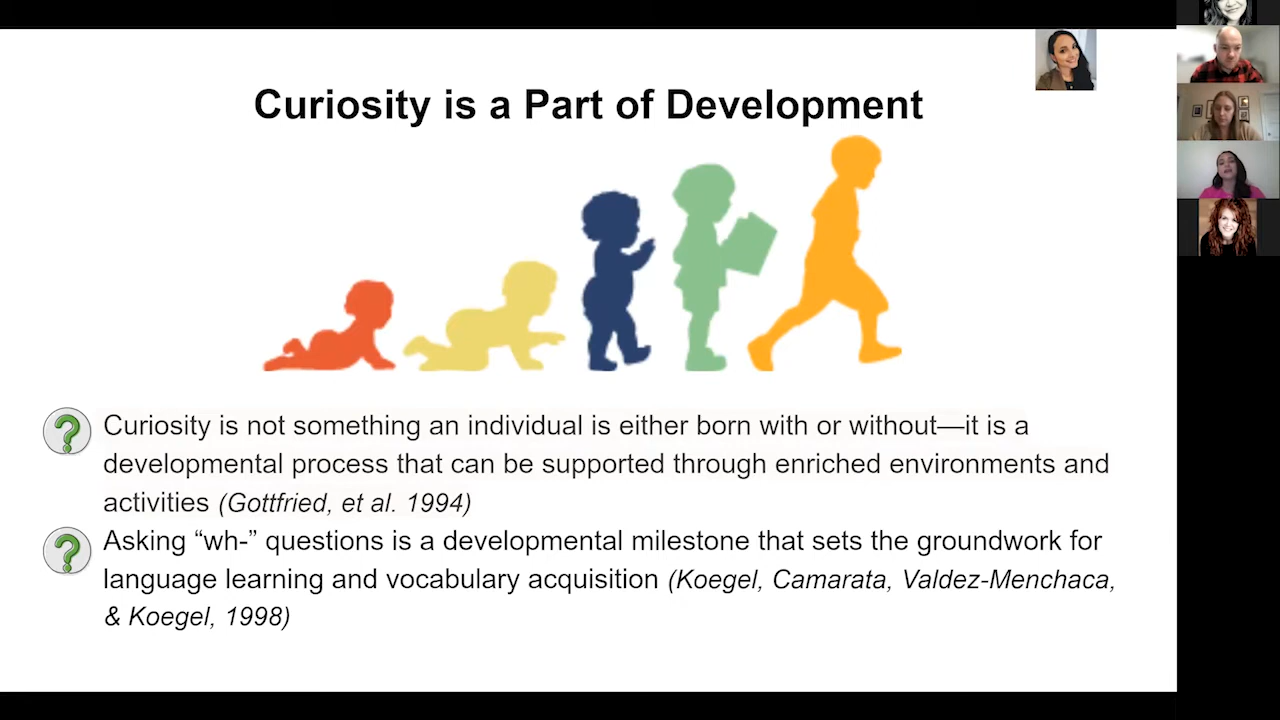 Curiosity is a Part of Development
Curiosity is not something an individual is either born with or without—it is a
developmental process that can be supported through enriched environments and
activities (Gottfried, et al. 1994)
Asking “wh-” questions is a developmental milestone that sets the groundwork for
language learning and vocabulary acquisition (Koegel, Camarata, Valdez-Menchaca,
& Koegel, 1998)